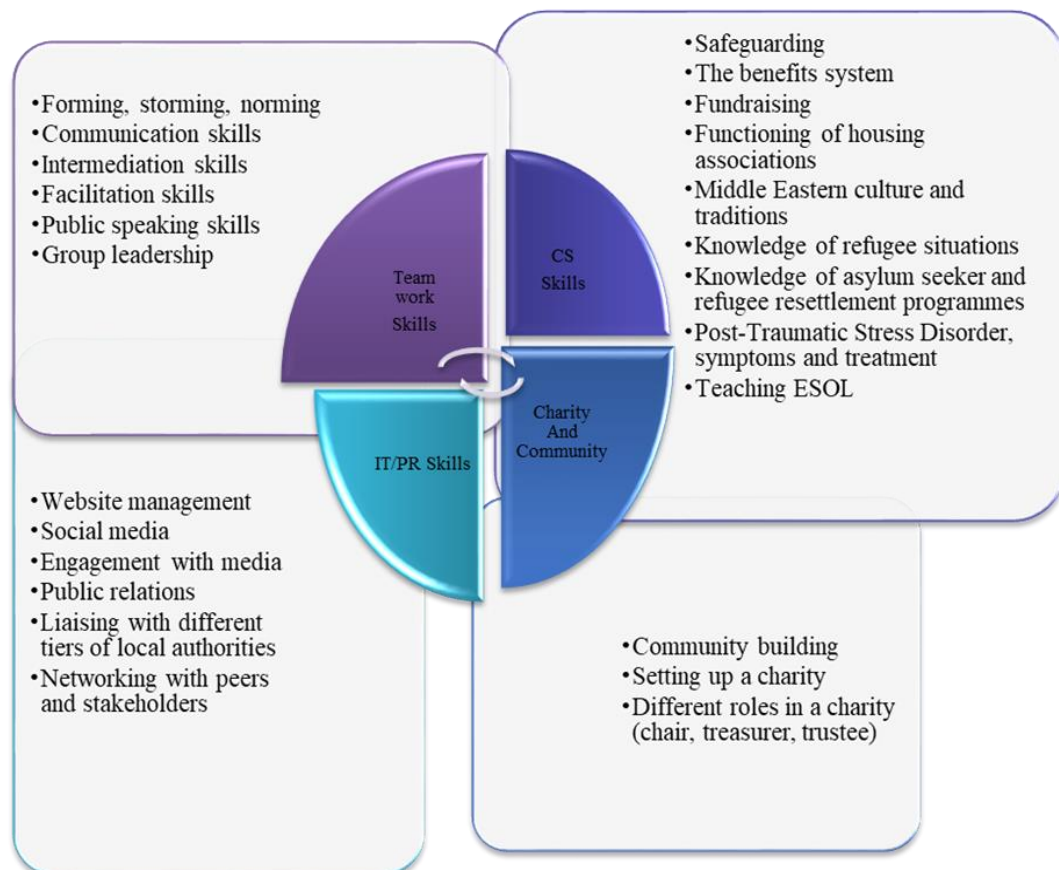 •Forming, storming, norming
•Communication skills
•Intermediation skills
•Facilitation skills
•Public speaking skills
•Group leadership
•Safeguarding
•The benefits system
•Fundraising
•Functioning of housing
associations
•Middle Eastern culture and
traditions
•Knowledge of refugee situations
•Knowledge of asylum seeker and
refugee resettlement programmes
•Post-Traumatic Stress Disorder,
symptoms and treatment
•Teaching ESOL
Team
work
Skills
CS
Skills
IT/PR Skills
Charity
And
Community
•Website management
•Social media
•Engagement with media
•Public relations
•Liaising with different
tiers of local authorities
•Networking with peers
and stakeholders
•Community building
•Setting up a charity
•Different roles in a charity
(chair, treasurer, trustee)